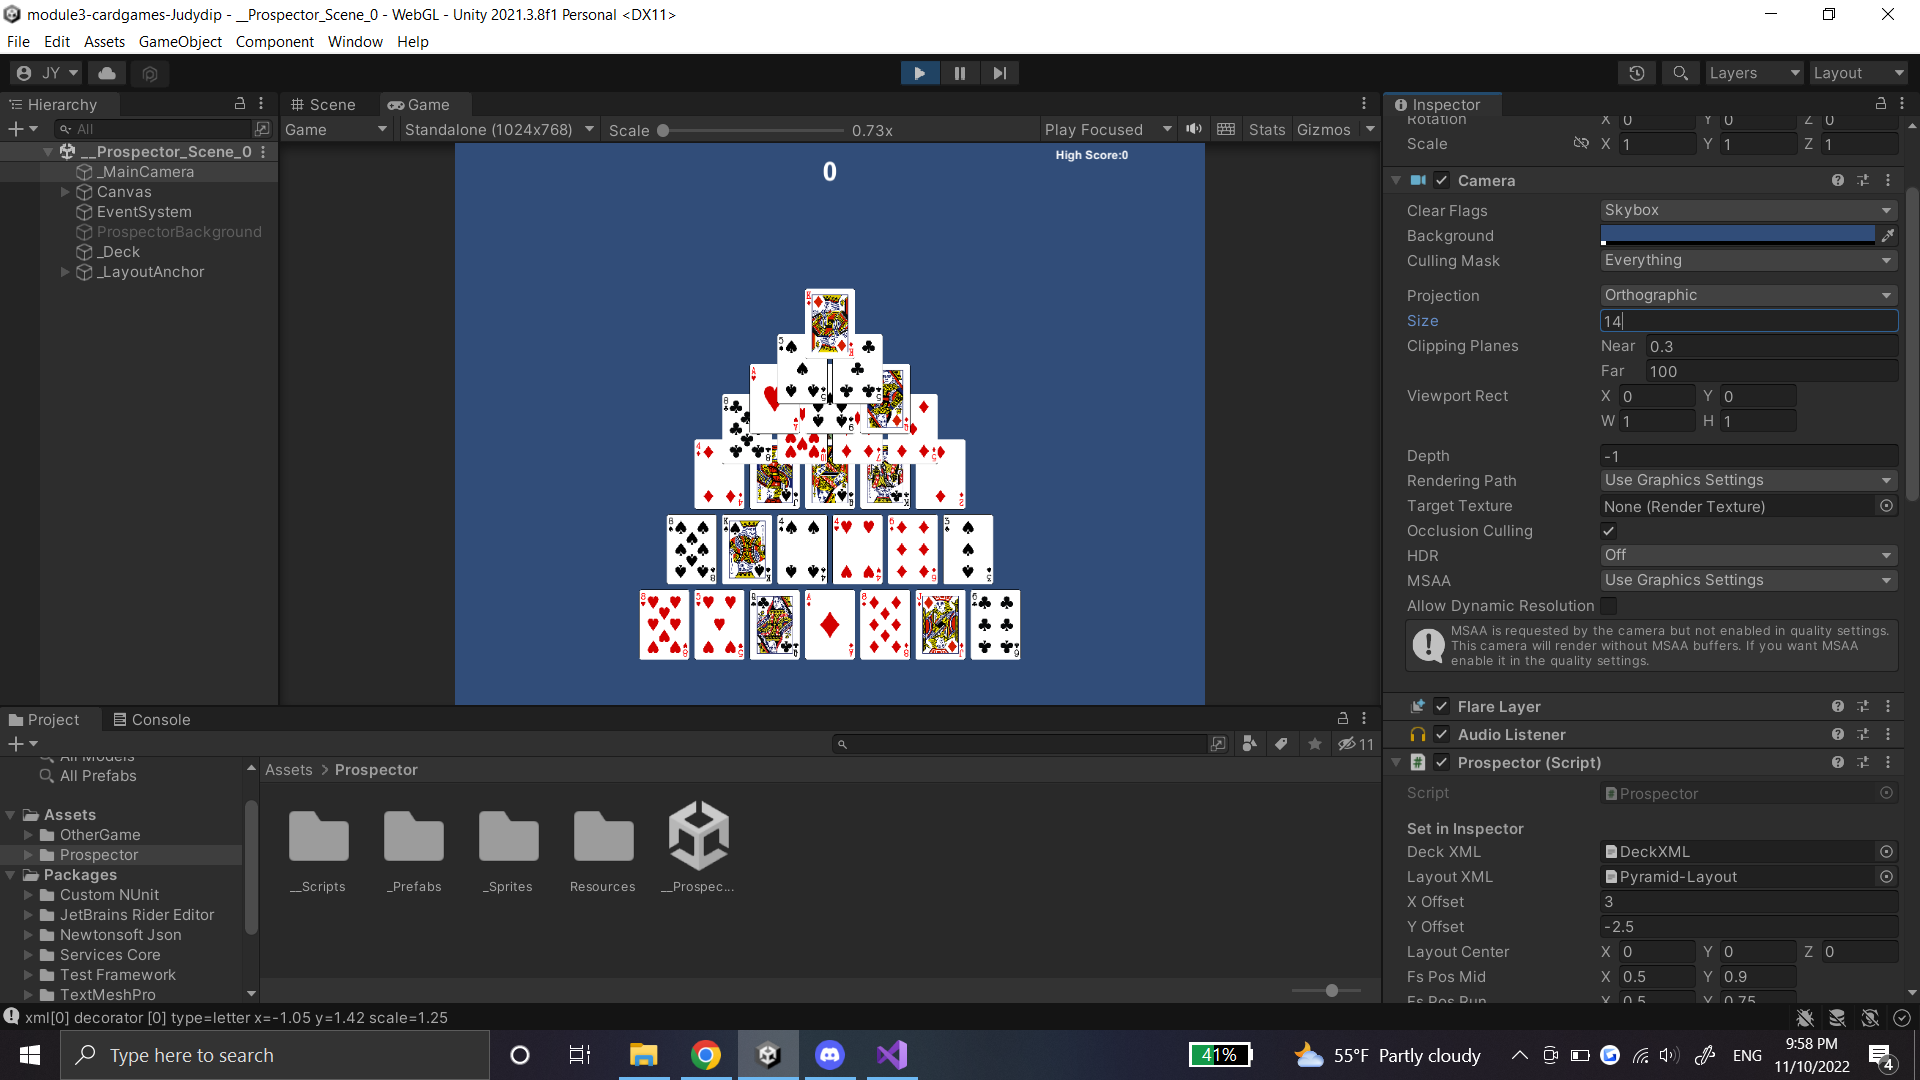 module3-cardgames-Judydip - __Prospector_Scene_0 - WebGL - Unity 2021.3.8f1 Personal <DX11>
File Edit Assets GameObject Component Window Help
JY Layers Layout
Hierarchy
All
__Prospector_Scene_0
_MainCamera
Canvas
EventSystem
ProspectorBackground
_Deck
_LayoutAnchor
Scene Game
Game Standalone (1024x768) Scale 0.73x Play Focused Stats Gizmos
High Score:0
0
Inspector
Rotation X 0 Y 0 Z 0
Scale X 1 Y 1 Z 1
Camera
Clear Flags Skybox
Background
Culling Mask Everything
Projection Orthographic
Size 14
Clipping Planes Near 0.3
Far 100
Viewport Rect X 0 Y 0
W 1 H 1
Depth -1
Rendering Path Use Graphics Settings
Target Texture None (Render Texture)
Occlusion Culling
HDR Off
MSAA Use Graphics Settings
Allow Dynamic Resolution
MSAA is requested by the camera but not enabled in quality settings.
This camera will render without MSAA buffers. If you want MSAA
enable it in the quality settings.
Flare Layer
Audio Listener
Prospector (Script)
Script Prospector
Set in Inspector
Deck XML DeckXML
Layout XML Pyramid-Layout
X Offset 3
Y Offset -2.5
Layout Center X 0 Y 0 Z 0
Fs Pos Mid X 0.5 Y 0.9
Fs Pos Run X 0.5 Y 0.75
Project Console
11
All Models
All Prefabs
Assets
OtherGame
Prospector
Packages
Custom NUnit
JetBrains Rider Editor
Newtonsoft Json
Services Core
Test Framework
TextMeshPro
Assets > Prospector
__Scripts _Prefabs _Sprites Resources __Prospec...
xml[0] decorator [0] type=letter x=-1.05 y=1.42 scale=1.25
Type here to search
41%
55°F Partly cloudy
ENG
9:58 PM
11/10/2022
4